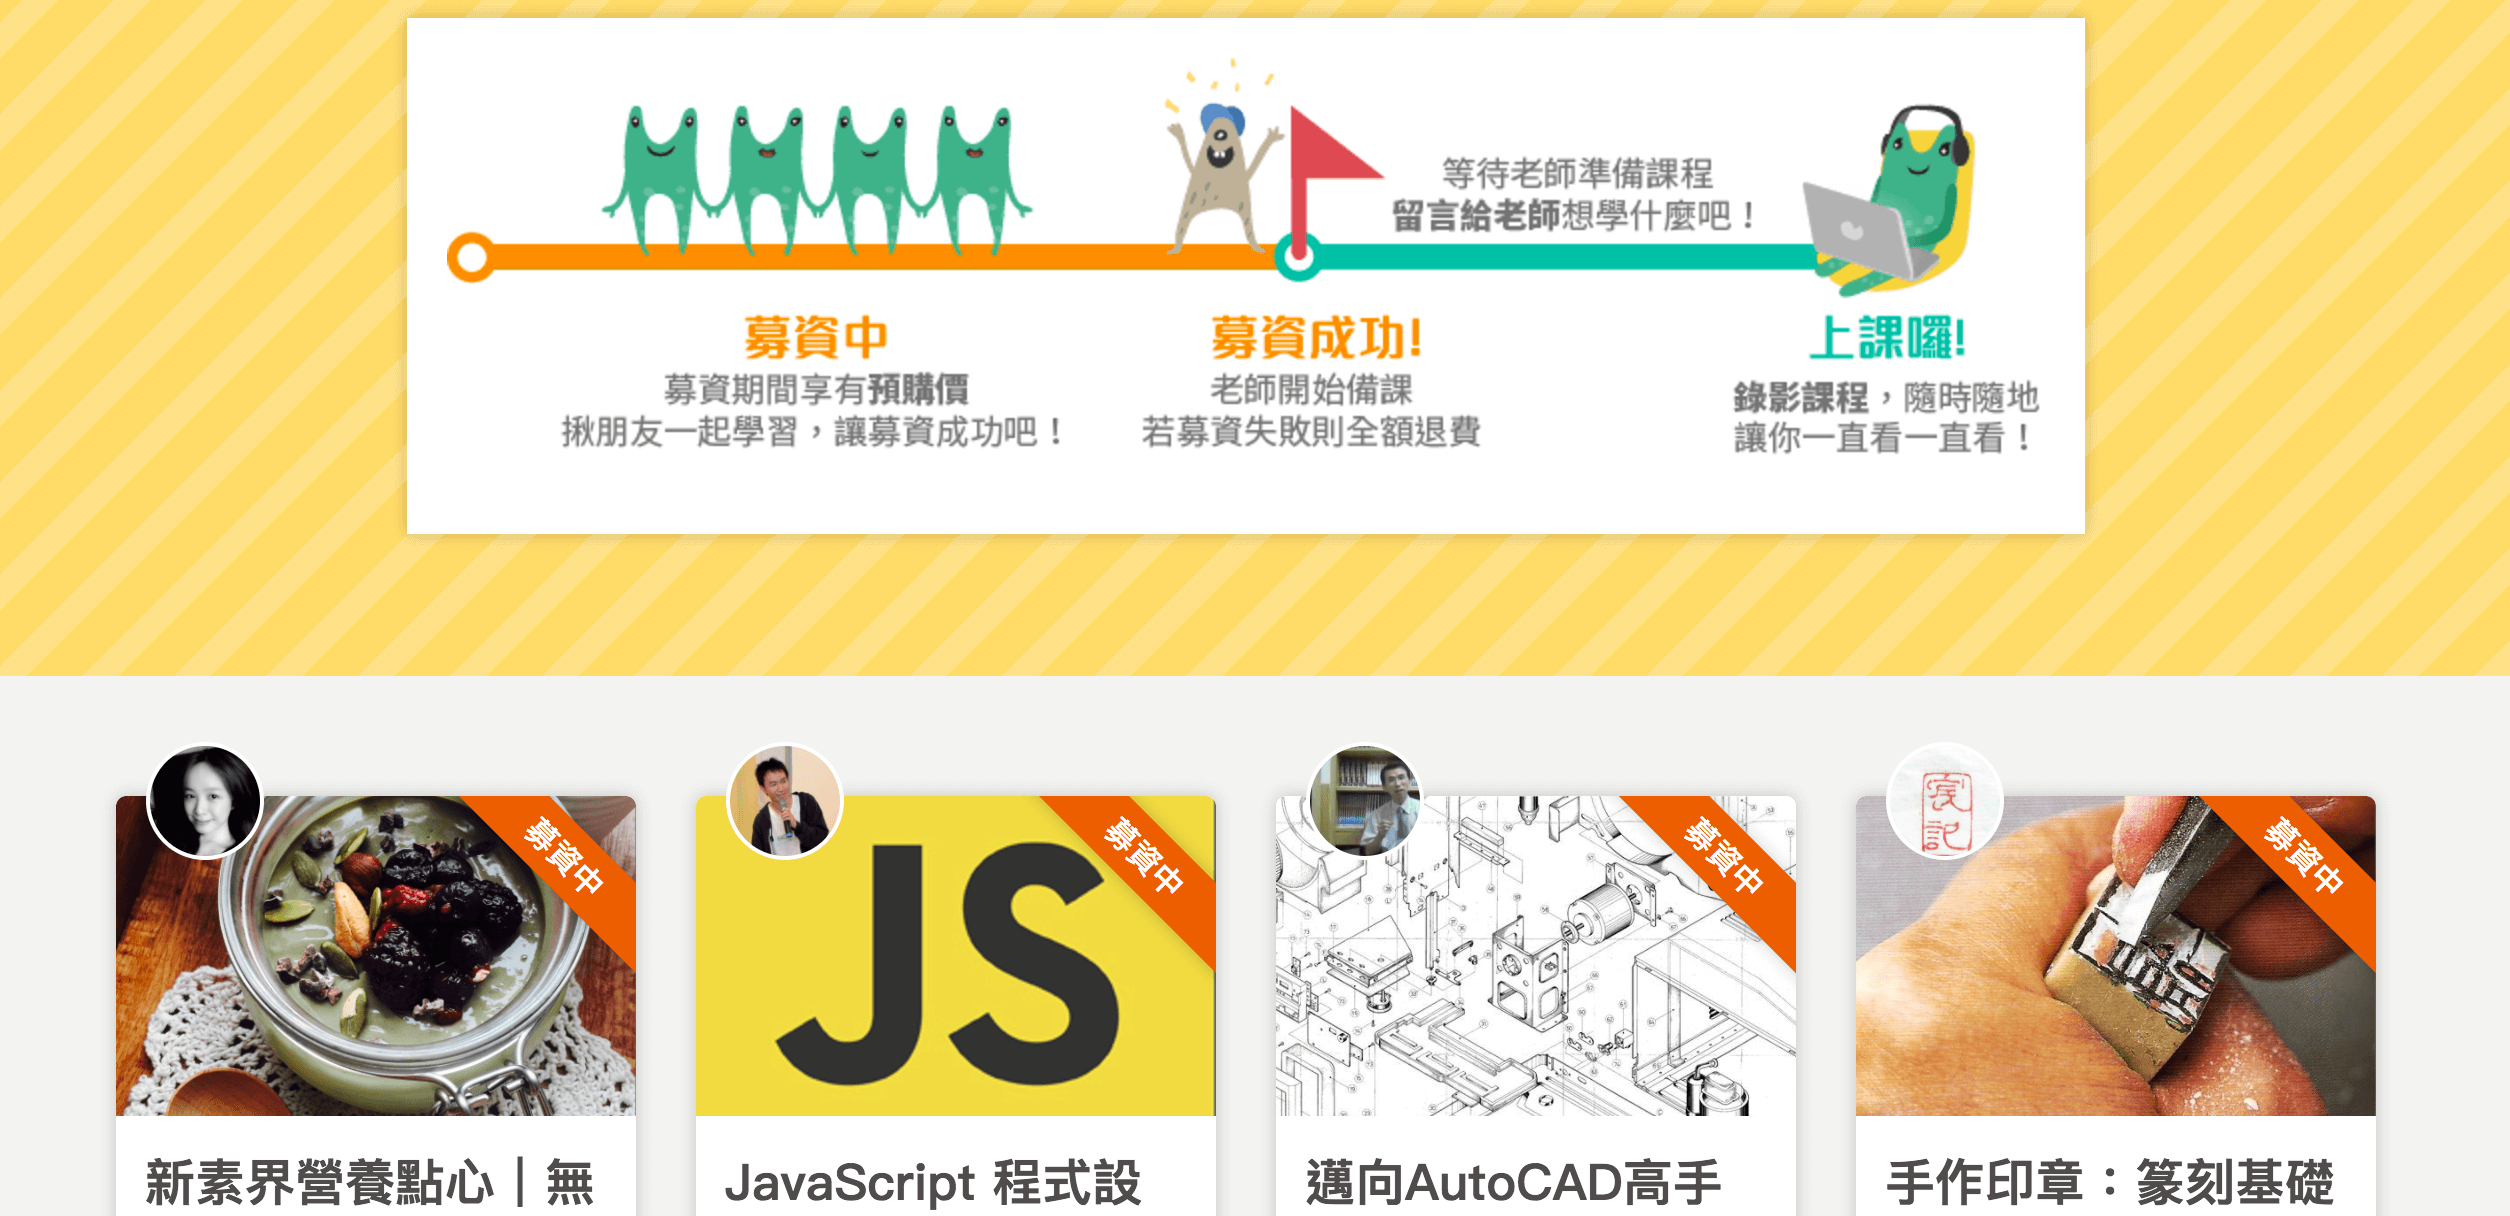 等待老師準備課程
留言給老師想學什麼吧！
募資中
募資期間享有預購價
揪朋友一起學習，讓募資成功吧！
募資成功!
老師開始備課
若募資失敗則全額退費
上課囉!
錄影課程，隨時隨地
讓你一直看一直看！
募資中
募資中
募資中
募資中
JS
新素界營養點心｜無
JavaScript 程式設
邁向AutoCAD高手
手作印章：篆刻基礎